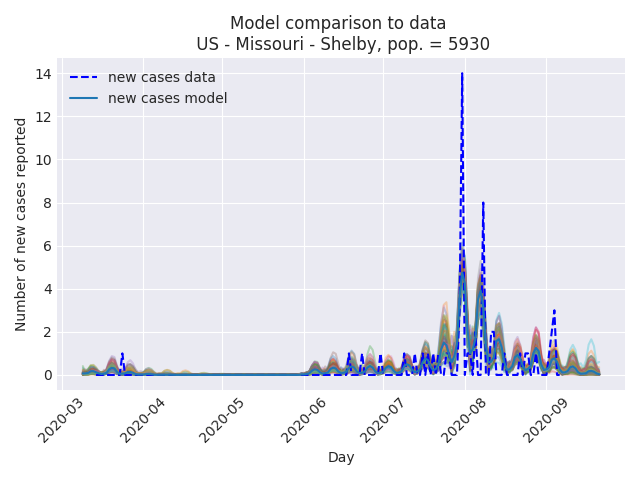 Model comparison to data
US - Missouri - Shelby, pop. = 5930
new cases data
new cases model
Number of new cases reported
14
12
10
8
6
4
2
0
2020-03
2020-04
2020-05
2020-06
2020-07
2020-08
2020-09
Day